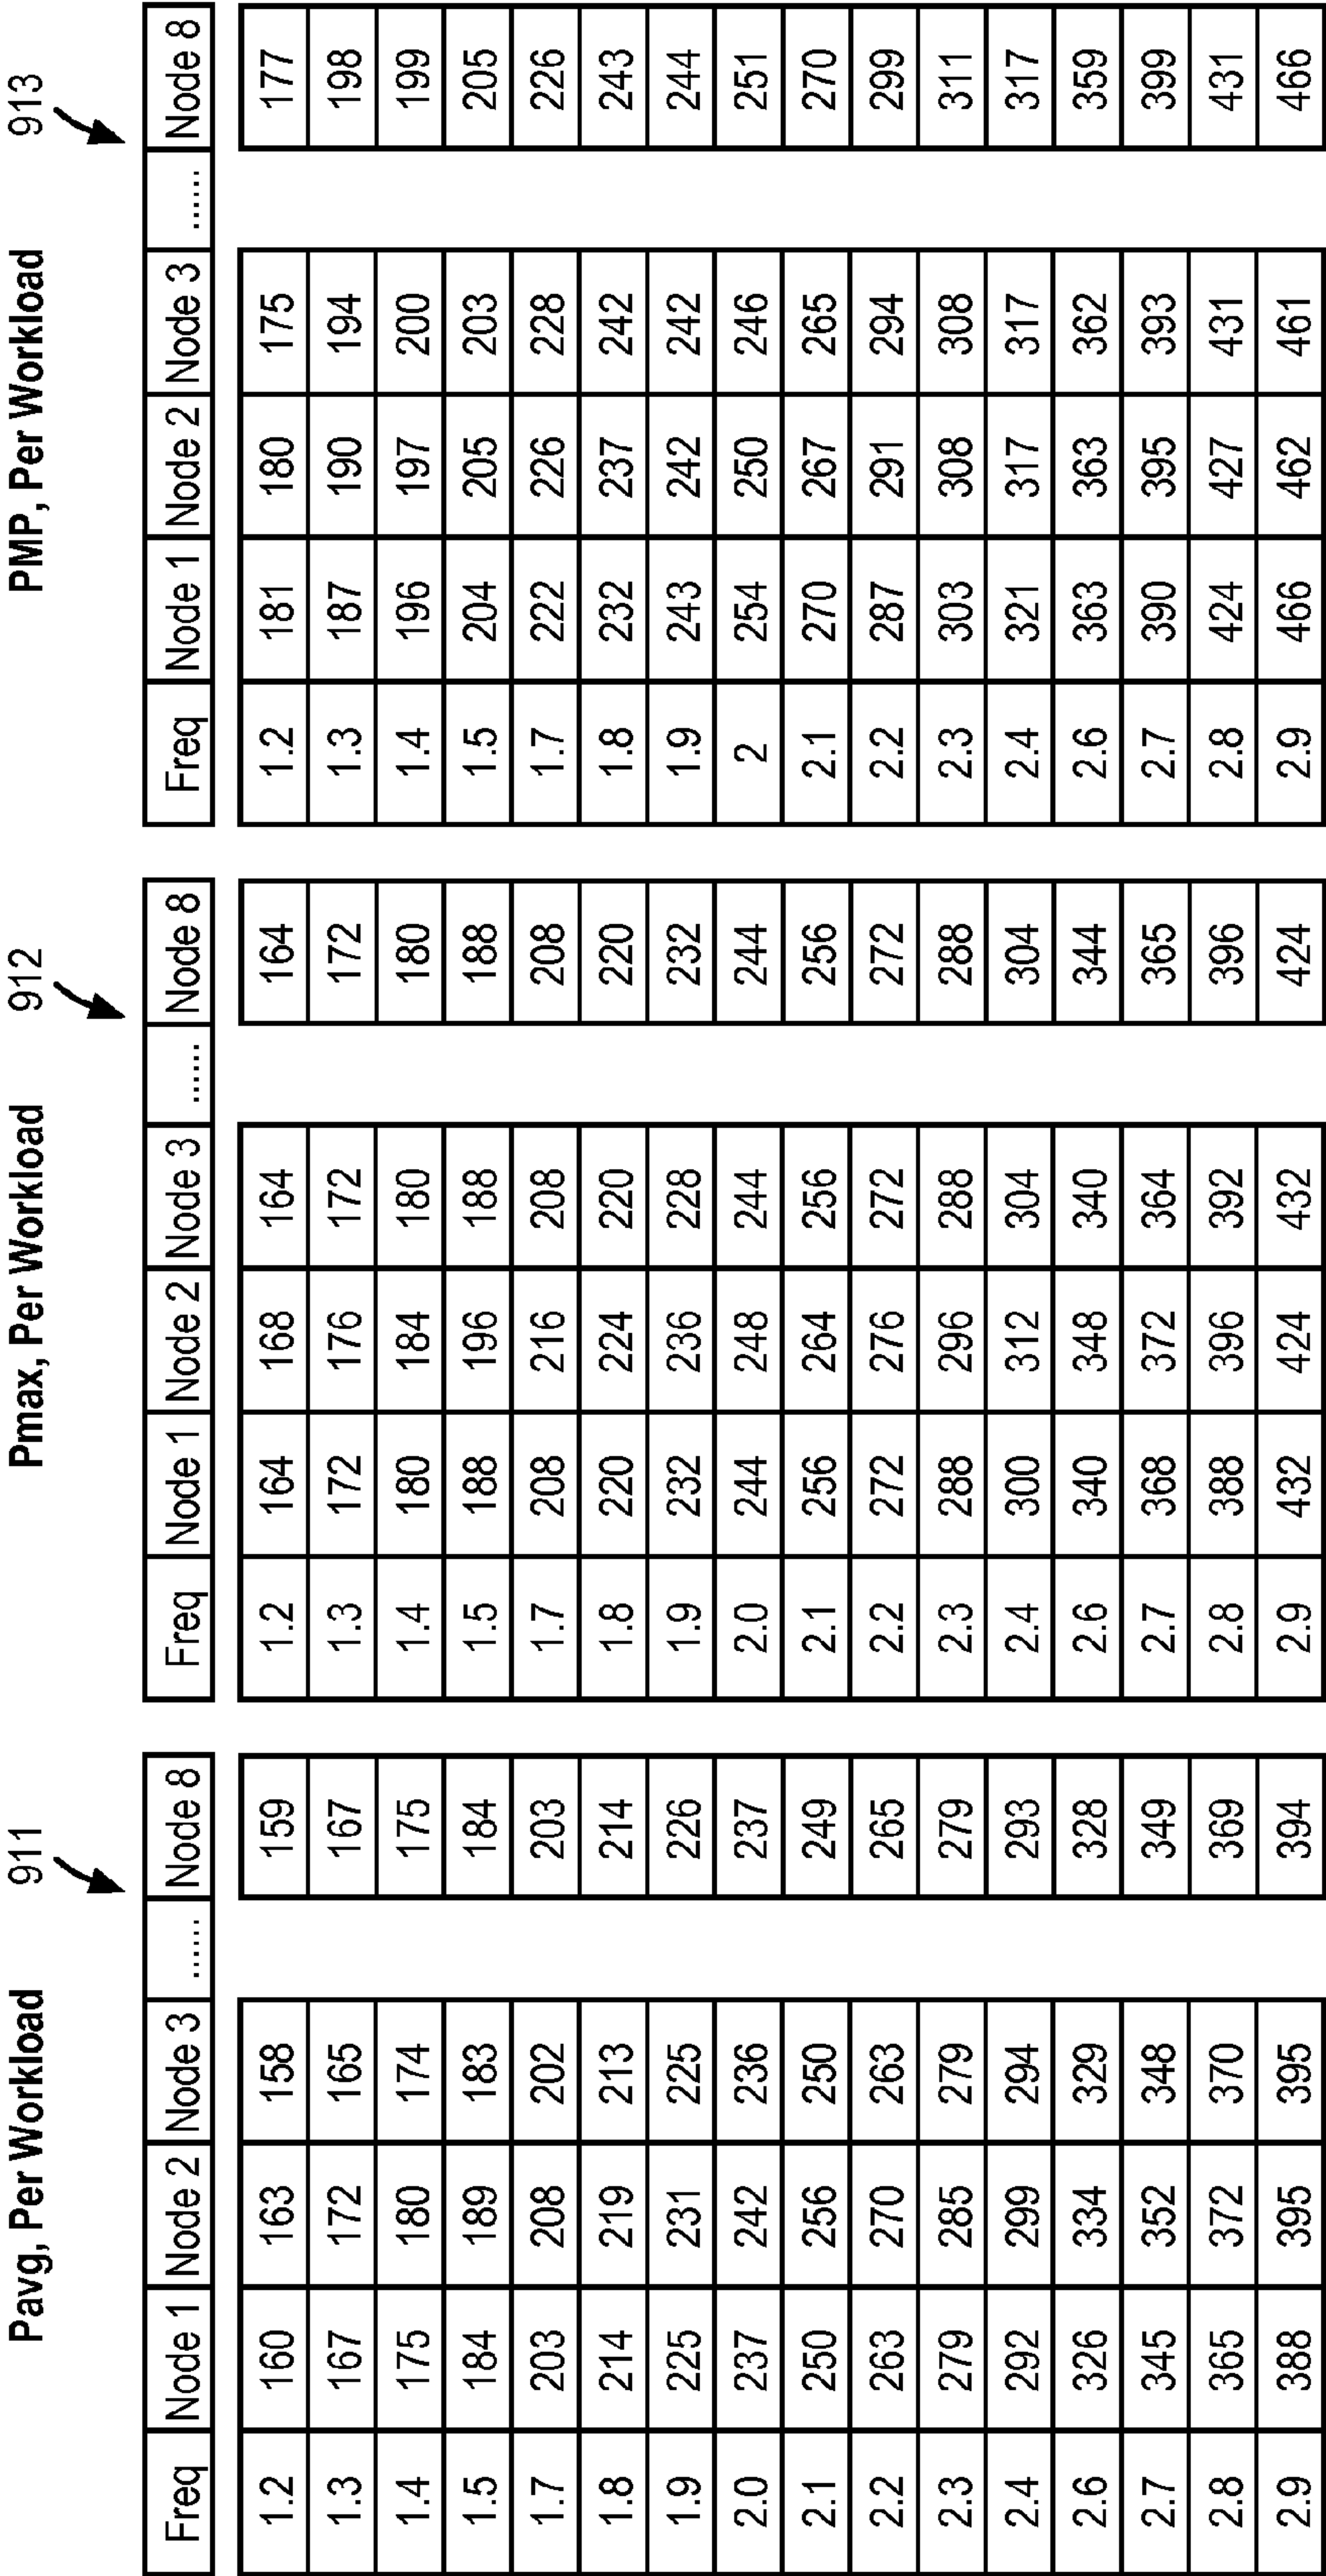 Pavg, Per Workload 911
Freq Node 1 Node 2 Node 3 ...... Node 8
1.2 160 163 158 159
1.3 167 172 165 167
1.4 175 180 174 175
1.5 184 189 183 184
1.7 203 208 202 203
1.8 214 219 213 214
1.9 225 231 225 226
2.0 237 242 236 237
2.1 250 256 250 249
2.2 263 270 263 265
2.3 279 285 279 279
2.4 292 299 294 293
2.6 326 334 329 328
2.7 345 352 348 349
2.8 365 372 370 369
2.9 388 395 395 394
Pmax, Per Workload 912
Freq Node 1 Node 2 Node 3 ...... Node 8
1.2 164 168 164 164
1.3 172 176 172 172
1.4 180 184 180 180
1.5 188 196 188 188
1.7 208 216 208 208
1.8 220 224 220 220
1.9 232 236 228 232
2.0 244 248 244 244
2.1 256 264 256 256
2.2 272 276 272 272
2.3 288 296 288 288
2.4 300 312 304 304
2.6 340 348 340 344
2.7 368 372 364 365
2.8 388 396 392 396
2.9 432 424 432 424
PMP, Per Workload 913
Freq Node 1 Node 2 Node 3 ...... Node 8
1.2 181 180 175 177
1.3 187 190 194 198
1.4 196 197 200 199
1.5 204 205 203 205
1.7 222 226 228 226
1.8 232 237 242 243
1.9 243 242 242 244
2 254 250 246 251
2.1 270 267 265 270
2.2 287 291 294 299
2.3 303 308 308 311
2.4 321 317 317 317
2.6 363 363 362 359
2.7 390 395 393 399
2.8 424 427 431 431
2.9 466 462 461 466